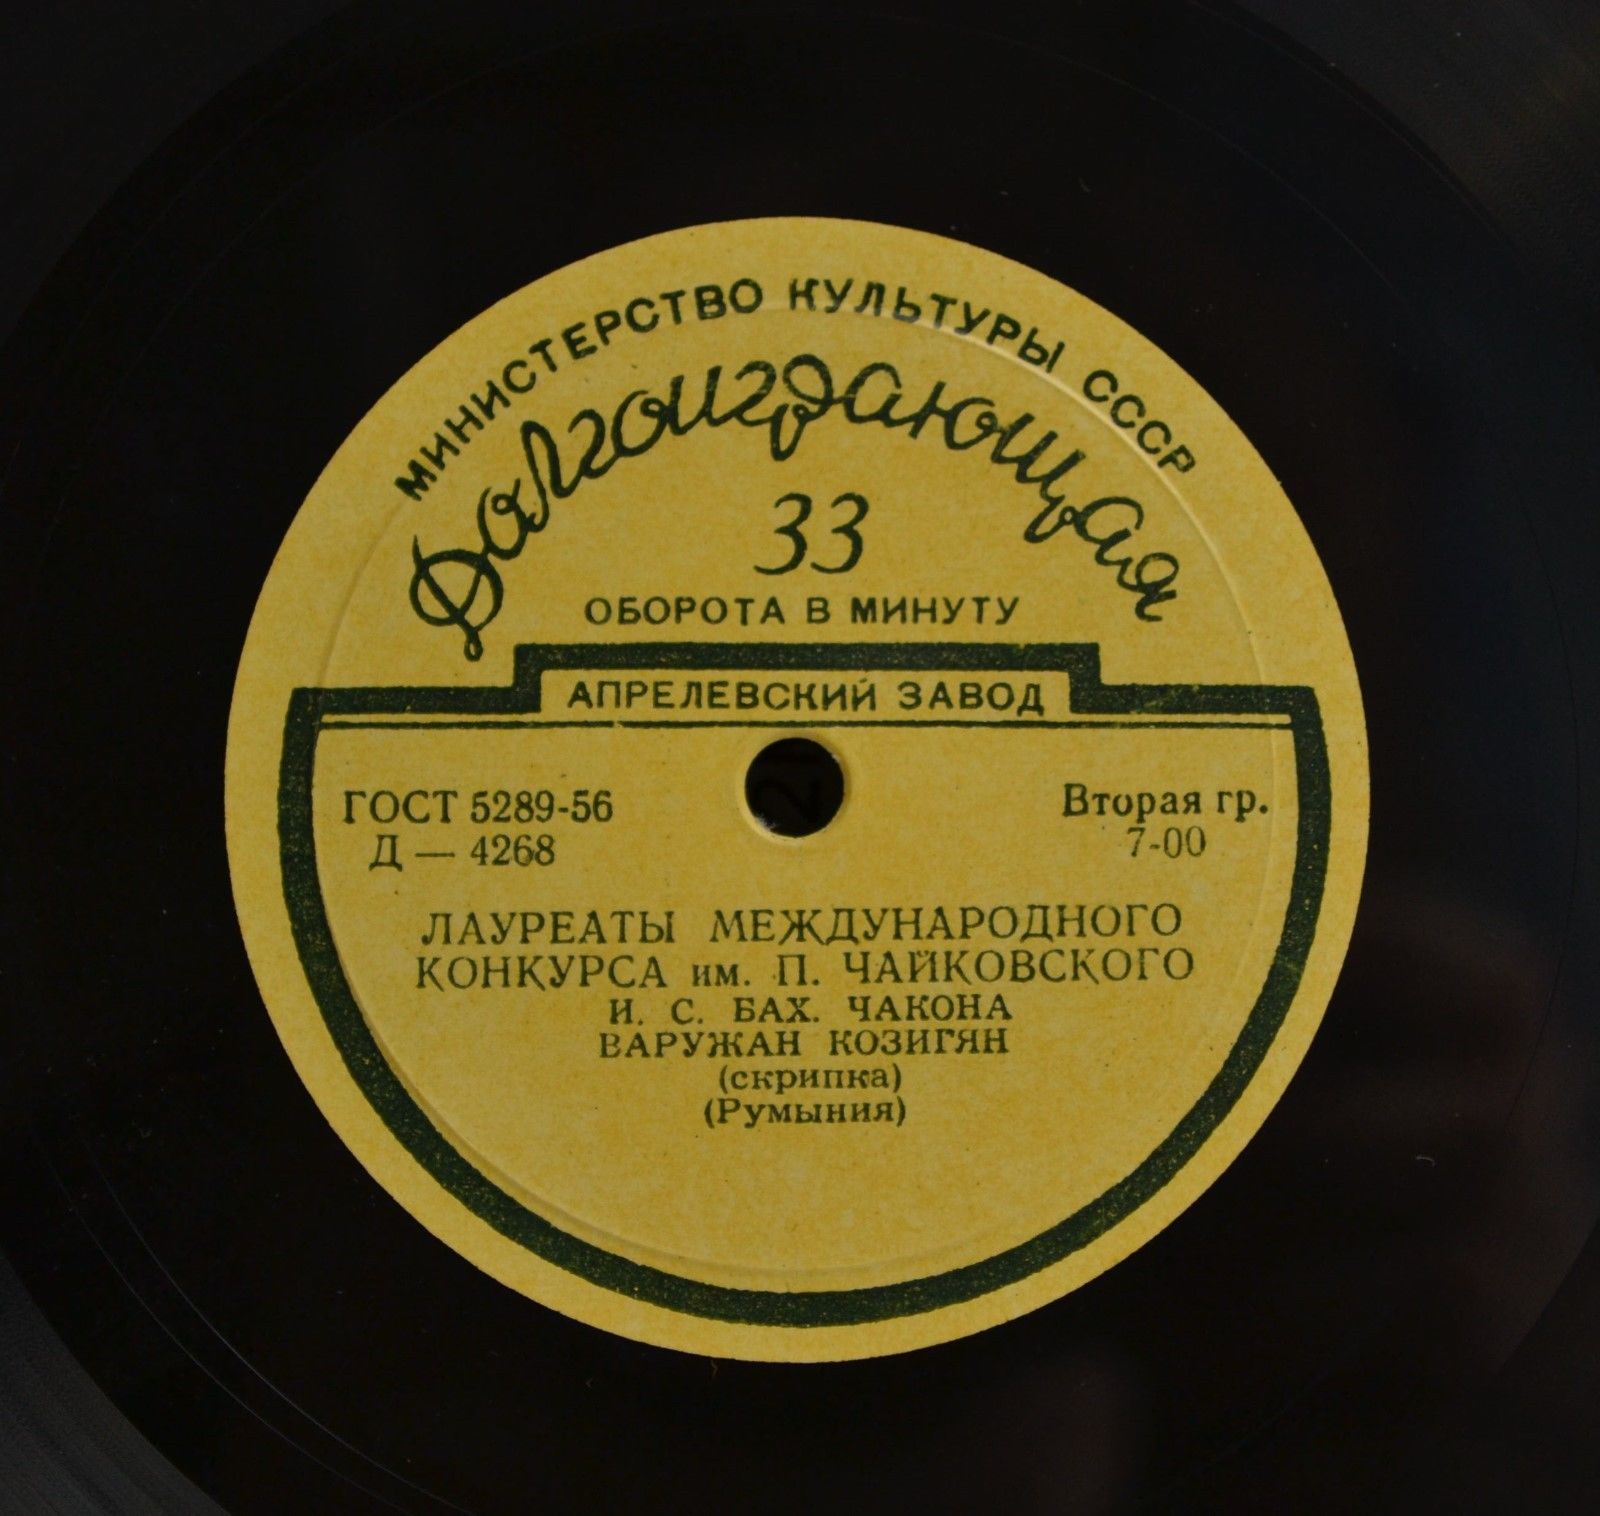 МИНИСТЕРСТВО КУЛЬТУРЫ СССР
Долгоиграющая
33
ОБОРОТА В МИНУТУ
АПРЕЛЕВСКИЙ ЗАВОД
ГОСТ 5289-56
Вторая гр.
Д — 4268
7-00
ЛАУРЕАТЫ МЕЖДУНАРОДНОГО
КОНКУРСА им. П. ЧАЙКОВСКОГО
И. С. БАХ. ЧАКОНА
ВАРУЖАН КОЗИГЯН
(скрипка)
(Румыния)